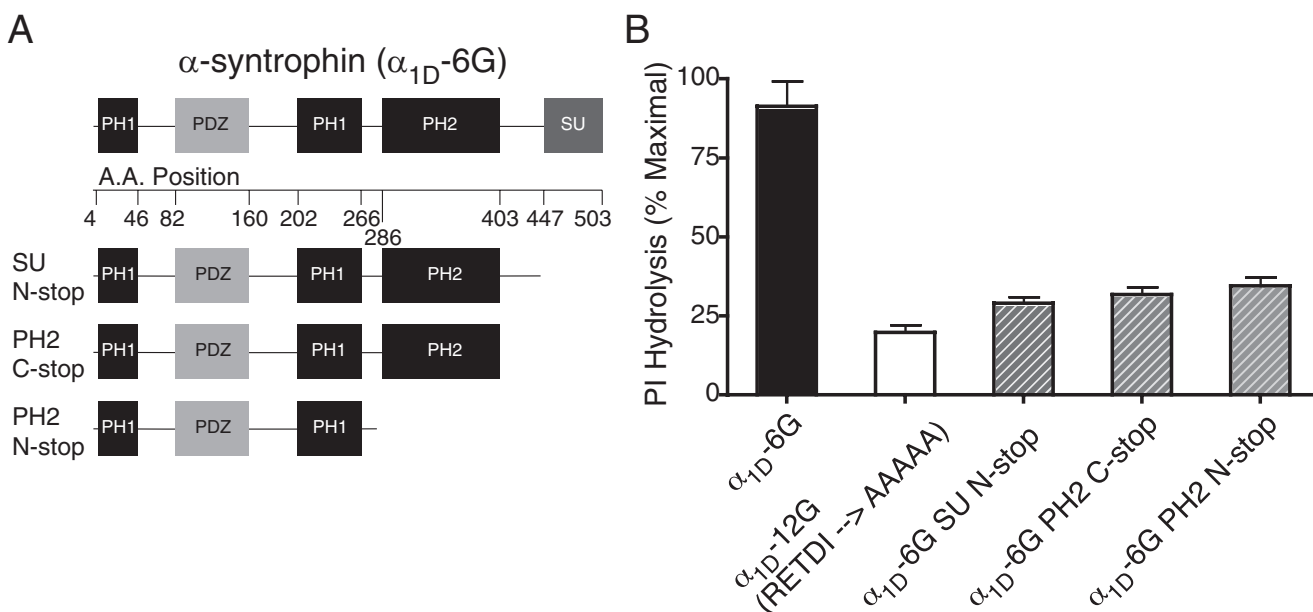 A
α-syntrophin (α1D-6G)
PH1 PDZ PH1 PH2 SU
A.A. Position
4 46 82 160 202 266 286 403 447 503
SU
N-stop
PH1 PDZ PH1 PH2
PH2
C-stop
PH1 PDZ PH1 PH2
PH2
N-stop
PH1 PDZ PH1
B
PI Hydrolysis (% Maximal)
100
75
50
25
0
α1D-6G
α1D-12G
(RETDI --> AAAAA)
α1D-6G SU N-stop
α1D-6G PH2 C-stop
α1D-6G PH2 N-stop